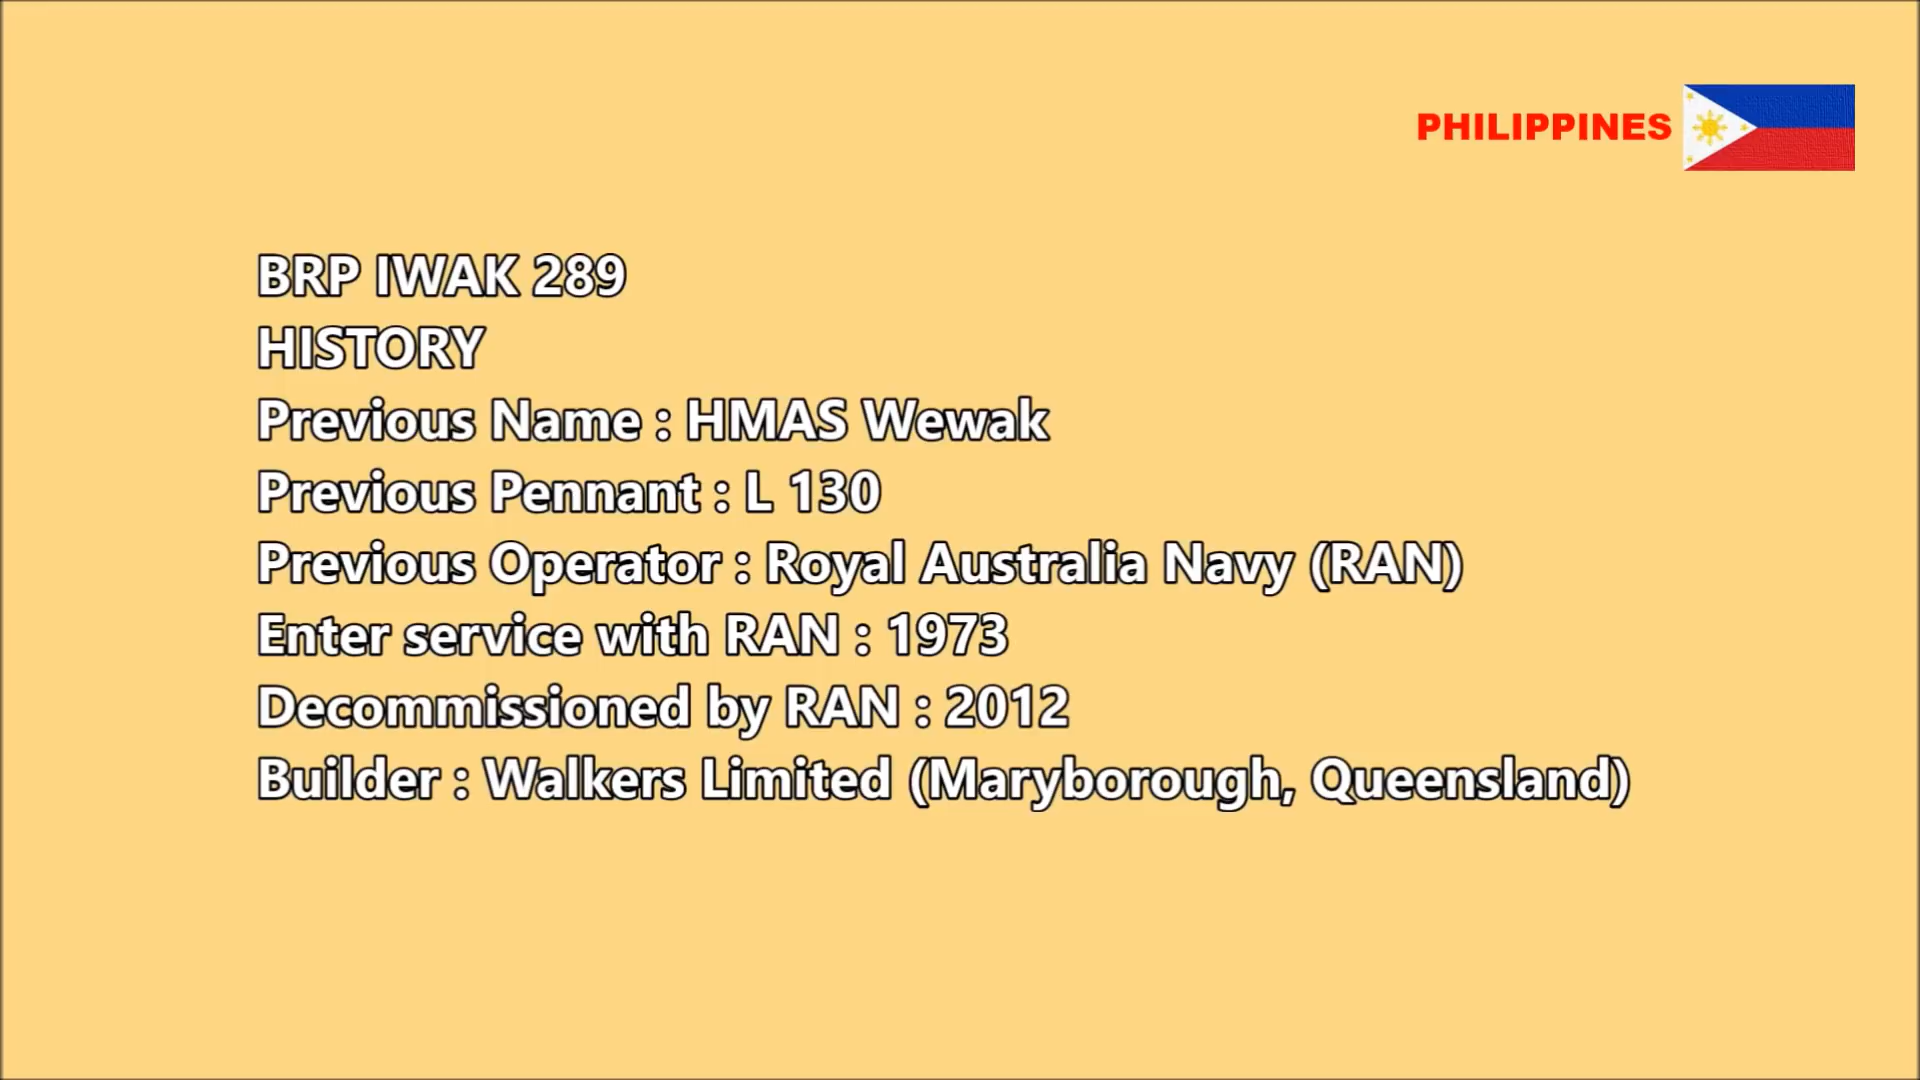 PHILIPPINES
BRP IWAK 289
HISTORY
Previous Name : HMAS Wewak
Previous Pennant : L 130
Previous Operator : Royal Australia Navy (RAN)
Enter service with RAN : 1973
Decommissioned by RAN : 2012
Builder : Walkers Limited (Maryborough, Queensland)